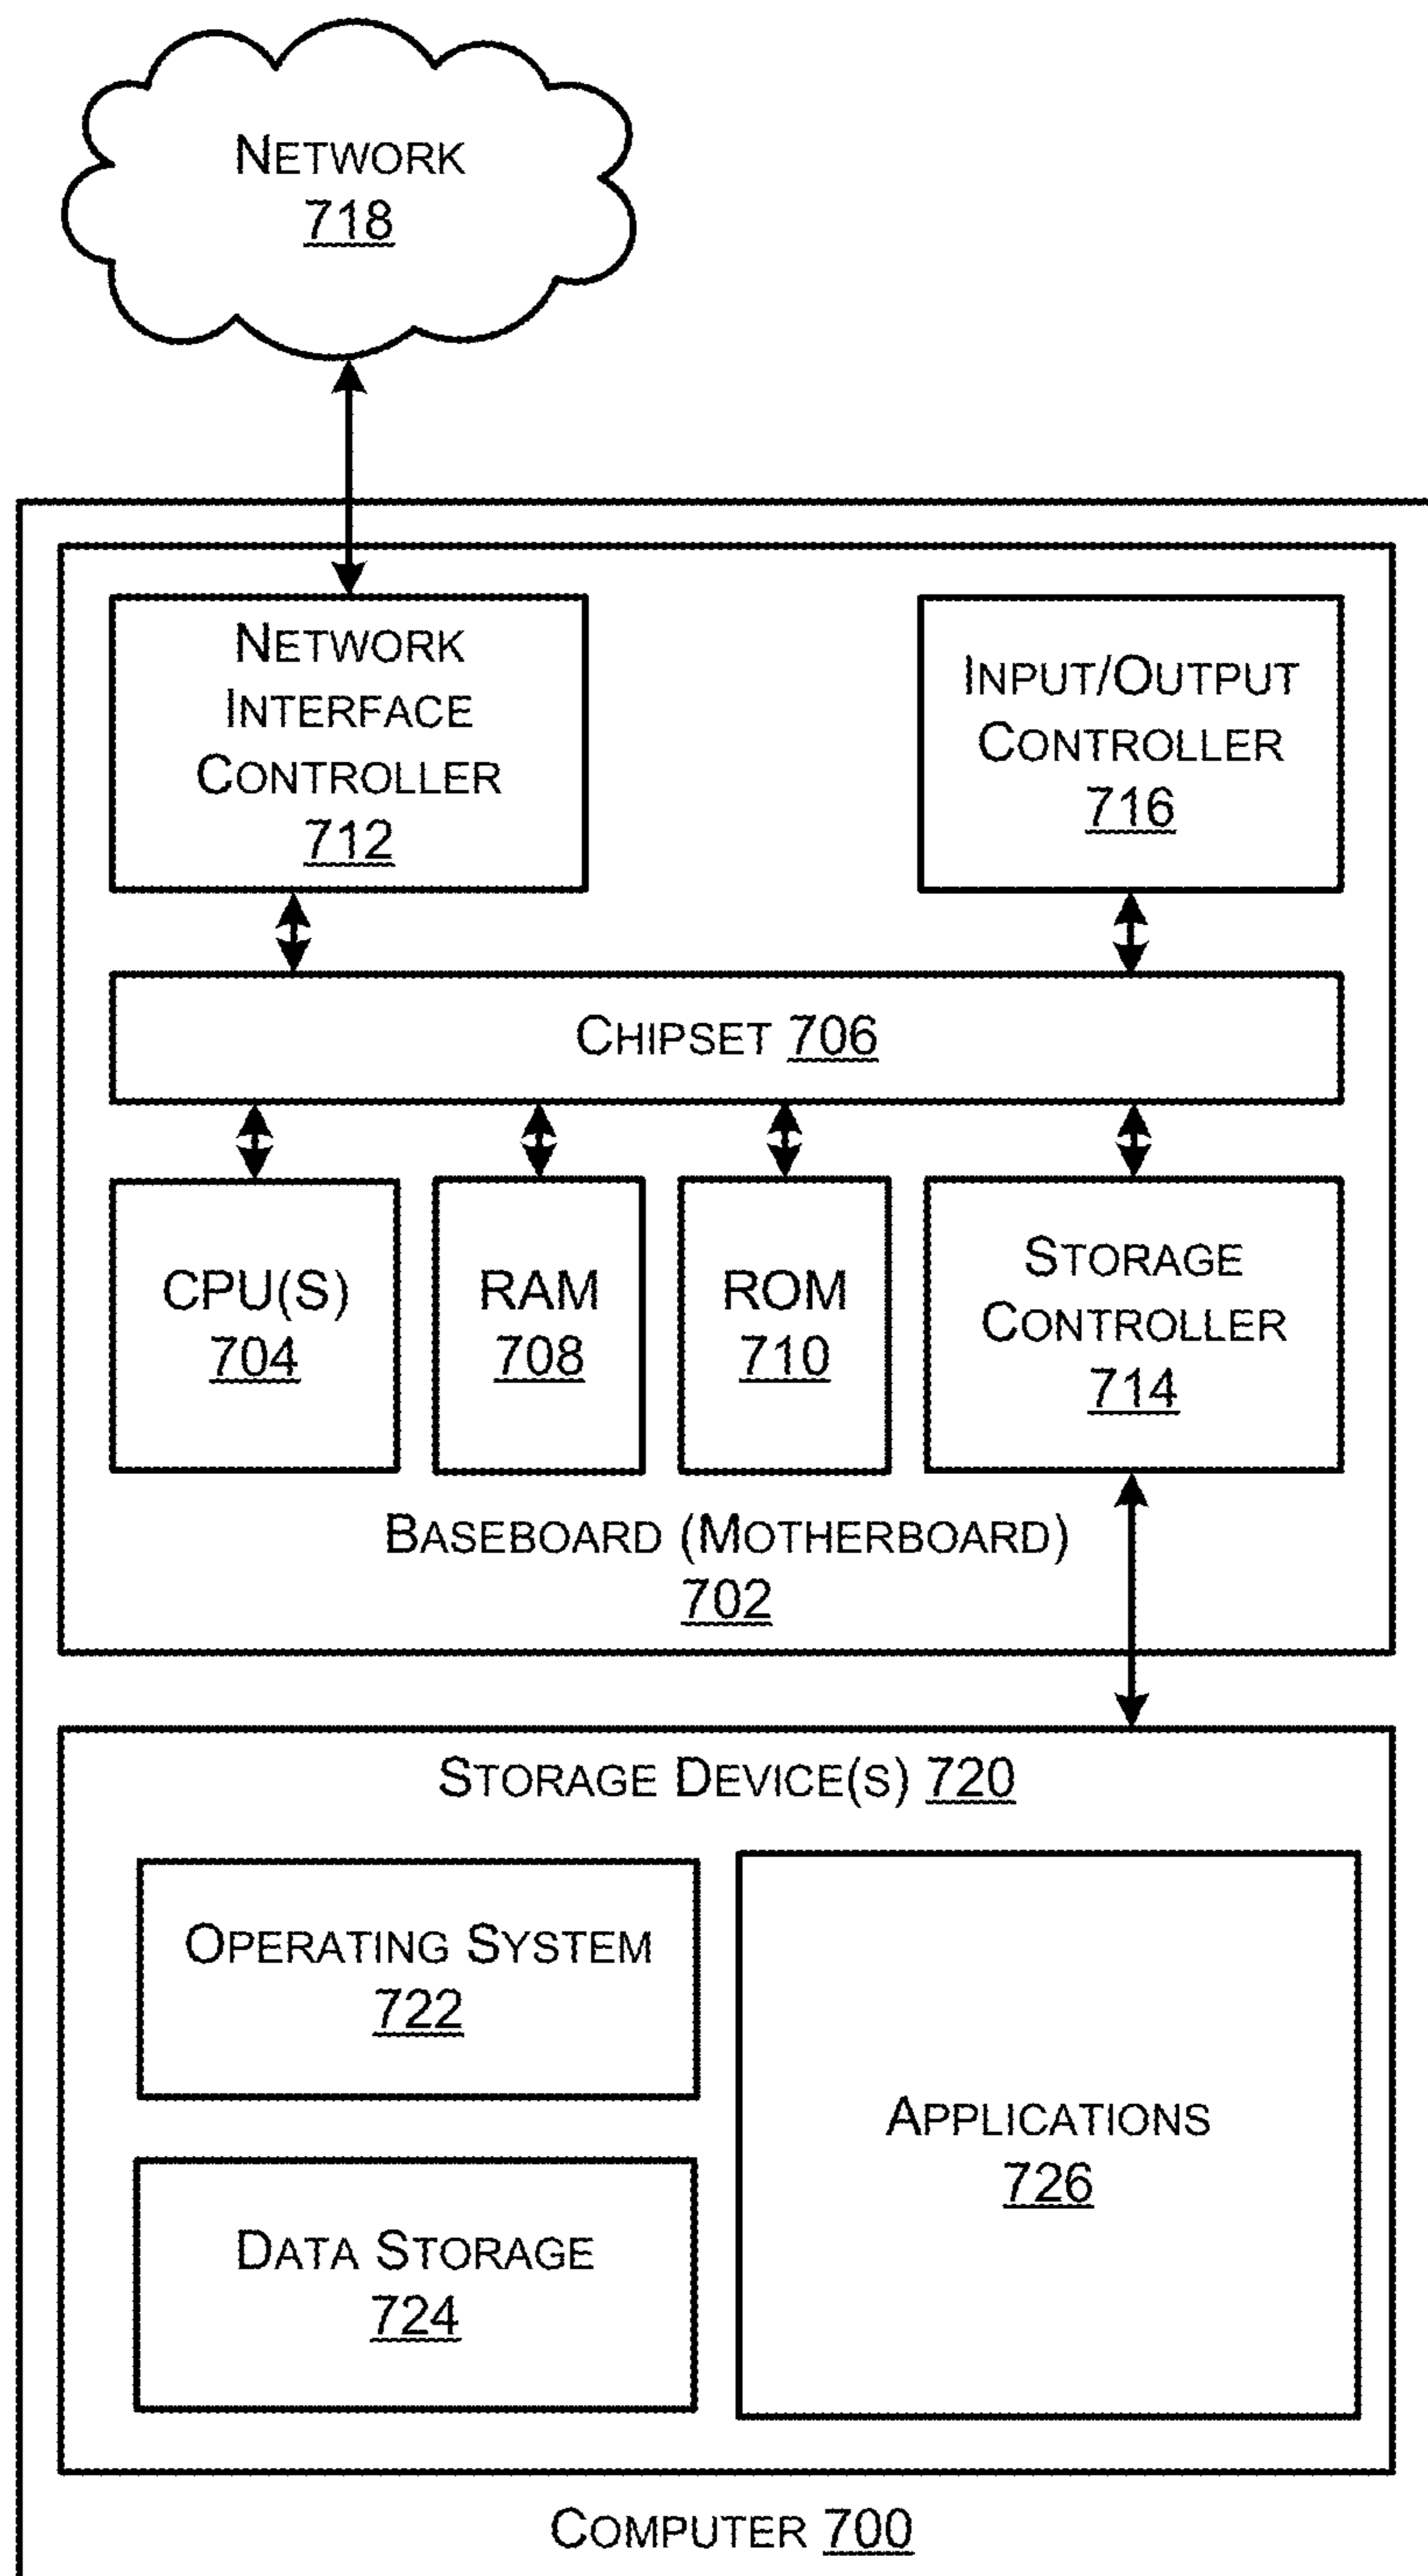 NETWORK
718
NETWORK
INTERFACE
CONTROLLER
712
INPUT/OUTPUT
CONTROLLER
716
CHIPSET 706
CPU(S)
704
RAM
708
ROM
710
STORAGE
CONTROLLER
714
BASEBOARD (MOTHERBOARD)
702
STORAGE DEVICE(S) 720
OPERATING SYSTEM
722
DATA STORAGE
724
APPLICATIONS
726
COMPUTER 700